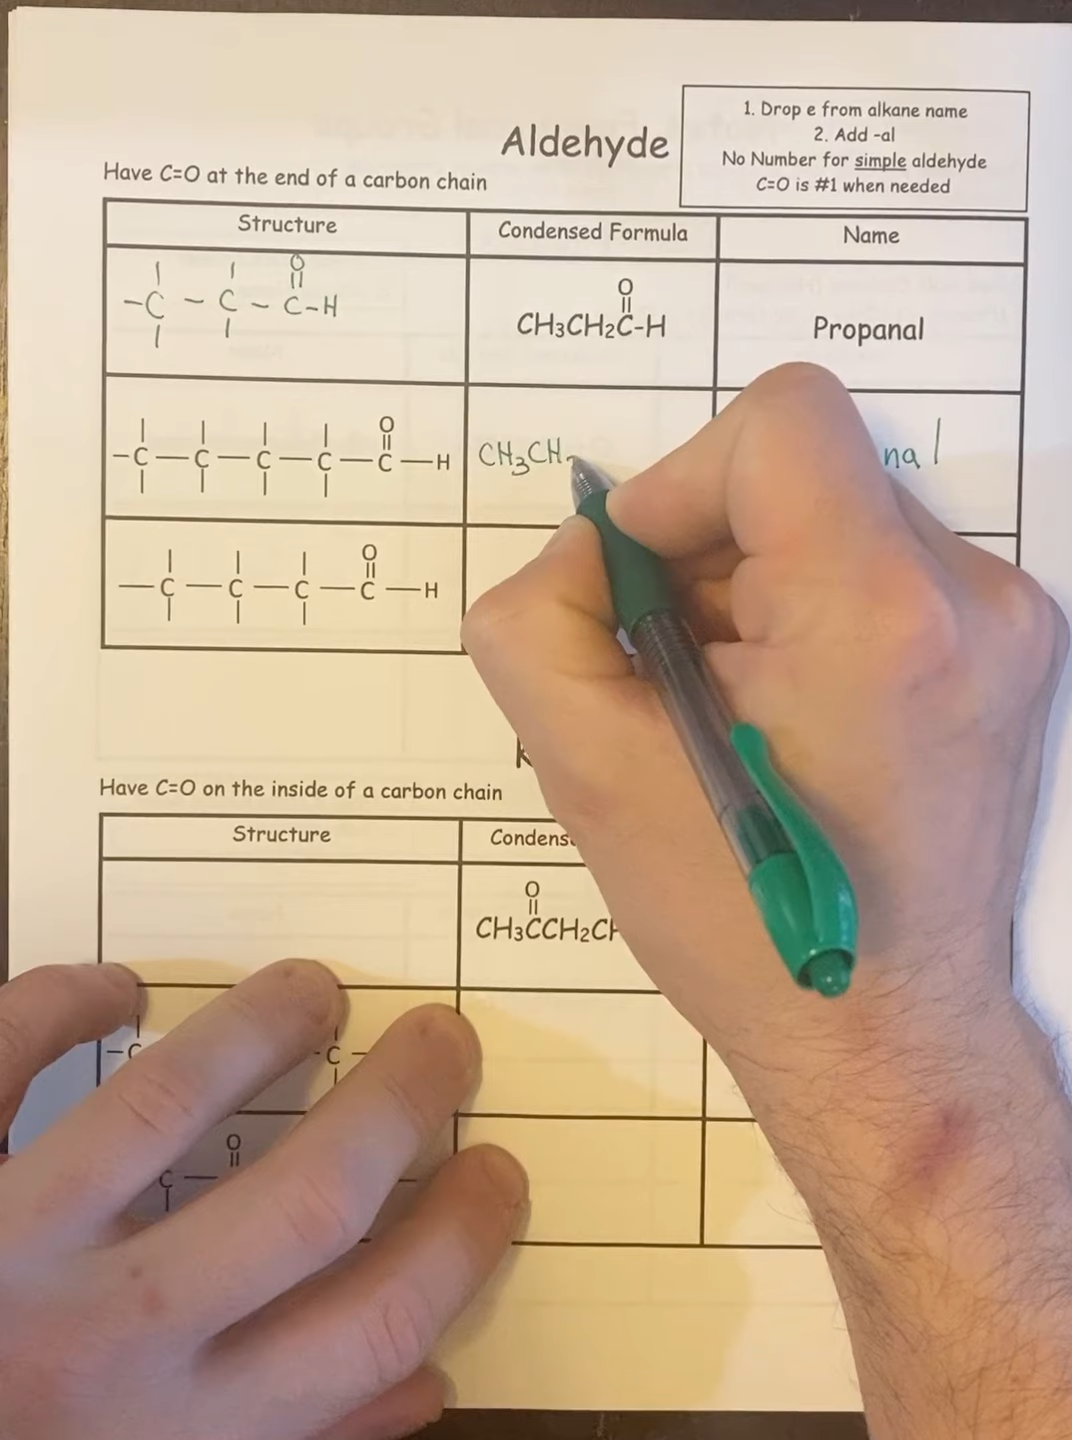 1. Drop e from alkane name
2. Add -al
No Number for simple aldehyde
C=O is #1 when needed
Aldehyde
Have C=O at the end of a carbon chain
Structure
Condensed Formula
Name
O
-C - C - C-H
O
CH3CH2C-H
Propanal
O
-C-C-C-C-C-H
CH3CH
nal
O
-C-C-C-C-H
Have C=O on the inside of a carbon chain
Structure
O
CH3CCH2C
-C
-C-
O
C-